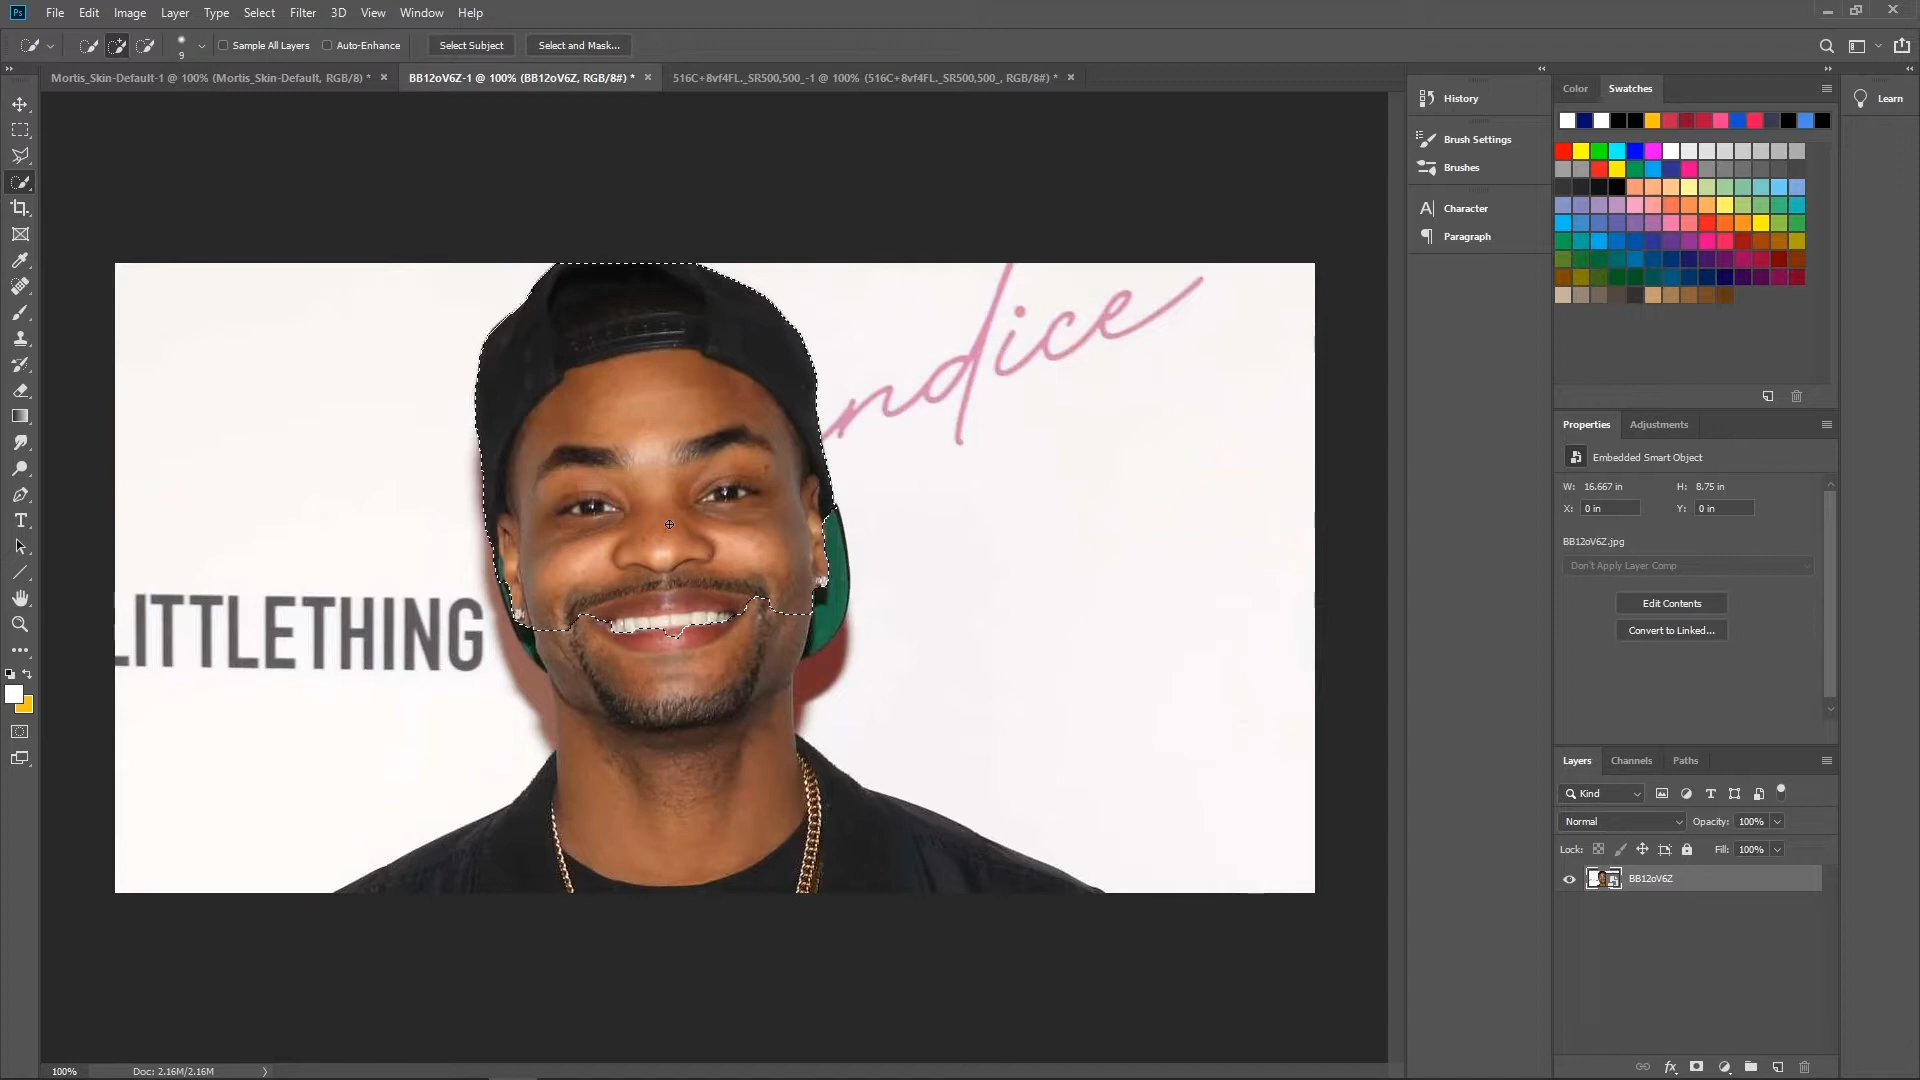 Ps File Edit Image Layer Type Select Filter 3D View Window Help
9 Sample All Layers Auto-Enhance Select Subject Select and Mask...
Mortis_Skin-Default-1 @ 100% (Mortis_Skin-Default, RGB/8) * BB12oV6Z-1 @ 100% (BB12oV6Z, RGB/8#) * 516C+8vf4FL._SR500,500_-1 @ 100% (516C+8vf4FL._SR500,500_, RGB/8#) *
History
Brush Settings
Brushes
Character
Paragraph
Color Swatches
Learn
ndice
LITTLETHING
Properties Adjustments
Embedded Smart Object
W: 16.667 in H: 8.75 in
X: 0 in Y: 0 in
BB12oV6Z.jpg
Don't Apply Layer Comp
Edit Contents
Convert to Linked...
Layers Channels Paths
Kind
Normal Opacity: 100%
Lock: Fill: 100%
BB12oV6Z
100% Doc: 2.16M/2.16M